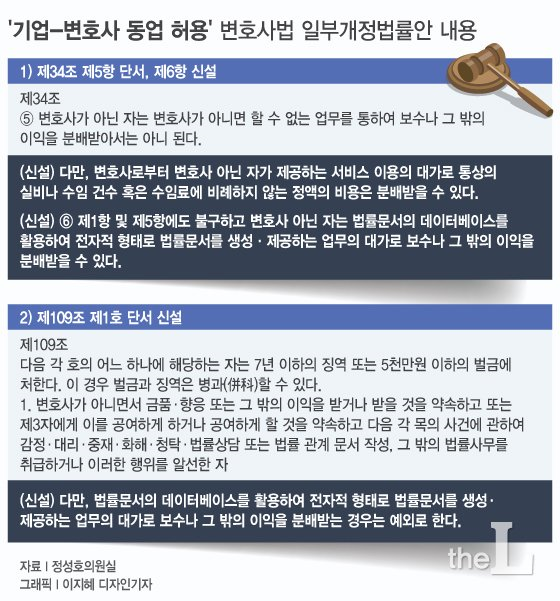 '기업-변호사 동업 허용' 변호사법 일부개정법률안 내용
1) 제34조 제5항 단서, 제6항 신설
제34조
⑤ 변호사가 아닌 자는 변호사가 아니면 할 수 없는 업무를 통하여 보수나 그 밖의
이익을 분배받아서는 아니 된다.
(신설) 다만, 변호사로부터 변호사 아닌 자가 제공하는 서비스 이용의 대가로 통상의
실비나 수임 건수 혹은 수임료에 비례하지 않는 정액의 비용은 분배받을 수 있다.
(신설) ⑥ 제1항 및 제5항에도 불구하고 변호사 아닌 자는 법률문서의 데이터베이스를
활용하여 전자적 형태로 법률문서를 생성·제공하는 업무의 대가로 보수나 그 밖의 이익을
분배받을 수 있다.
2) 제109조 제1호 단서 신설
제109조
다음 각 호의 어느 하나에 해당하는 자는 7년 이하의 징역 또는 5천만원 이하의 벌금에
처한다. 이 경우 벌금과 징역은 병과(併科)할 수 있다.
1. 변호사가 아니면서 금품·향응 또는 그 밖의 이익을 받거나 받을 것을 약속하고 또는
제3자에게 이를 공여하게 하거나 공여하게 할 것을 약속하고 다음 각 목의 사건에 관하여
감정·대리·중재·화해·청탁·법률상담 또는 법률 관계 문서 작성, 그 밖의 법률사무를
취급하거나 이러한 행위를 알선한 자
(신설) 다만, 법률문서의 데이터베이스를 활용하여 전자적 형태로 법률문서를 생성·
제공하는 업무의 대가로 보수나 그 밖의 이익을 분배받는 경우는 예외로 한다.
자료 | 정성호의원실
그래픽 | 이지혜 디자인기자
the L